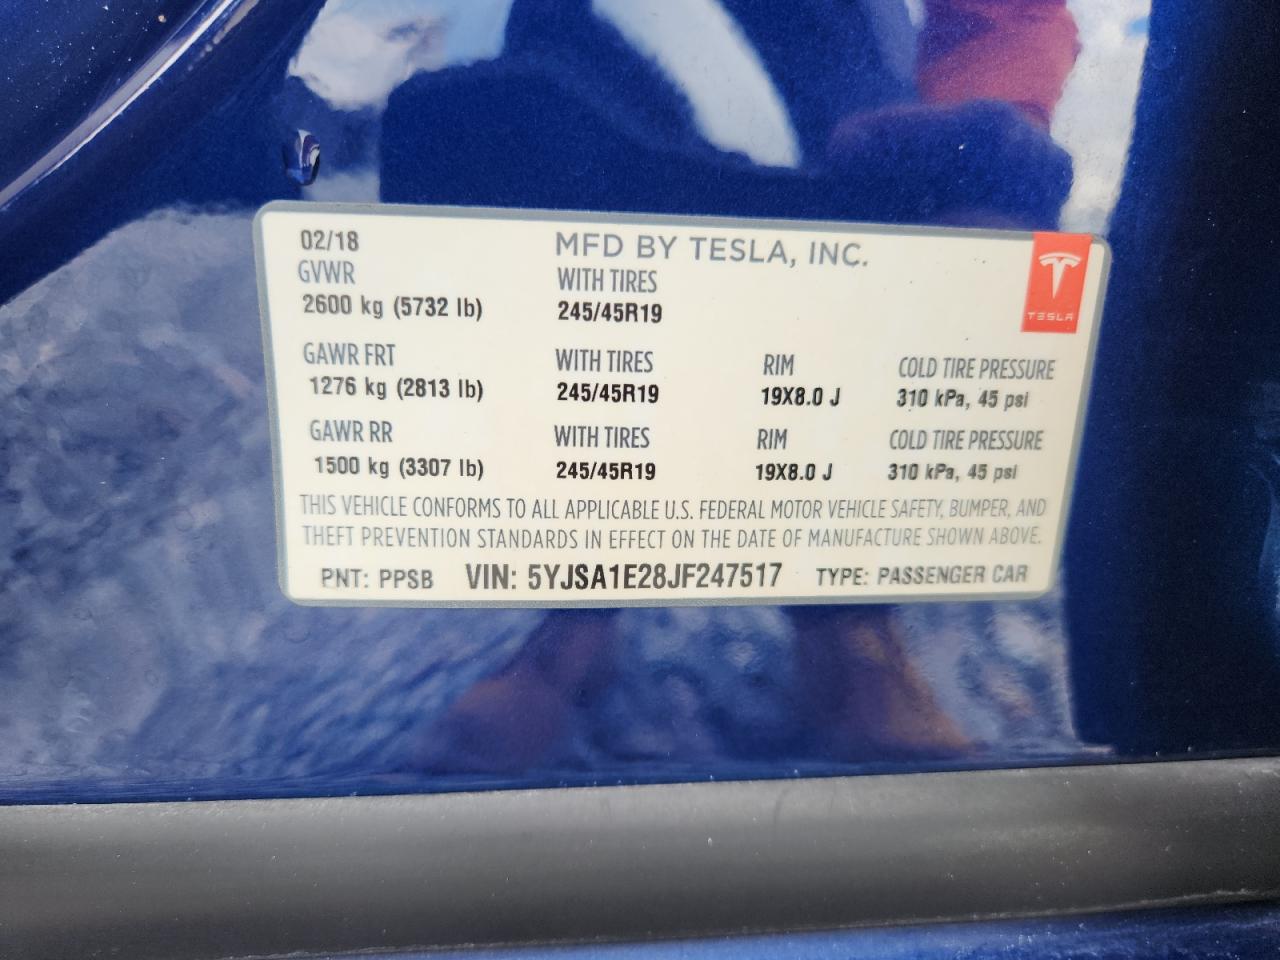 02/18 MFD BY TESLA, INC.
GVWR WITH TIRES
2600 kg (5732 lb) 245/45R19
TESLA
GAWR FRT WITH TIRES RIM COLD TIRE PRESSURE
1276 kg (2813 lb) 245/45R19 19X8.0 J 310 kPa, 45 psi
GAWR RR WITH TIRES RIM COLD TIRE PRESSURE
1500 kg (3307 lb) 245/45R19 19X8.0 J 310 kPa, 45 psi
THIS VEHICLE CONFORMS TO ALL APPLICABLE U.S. FEDERAL MOTOR VEHICLE SAFETY, BUMPER, AND
THEFT PREVENTION STANDARDS IN EFFECT ON THE DATE OF MANUFACTURE SHOWN ABOVE.
PNT: PPSB VIN: 5YJSA1E28JF247517 TYPE: PASSENGER CAR